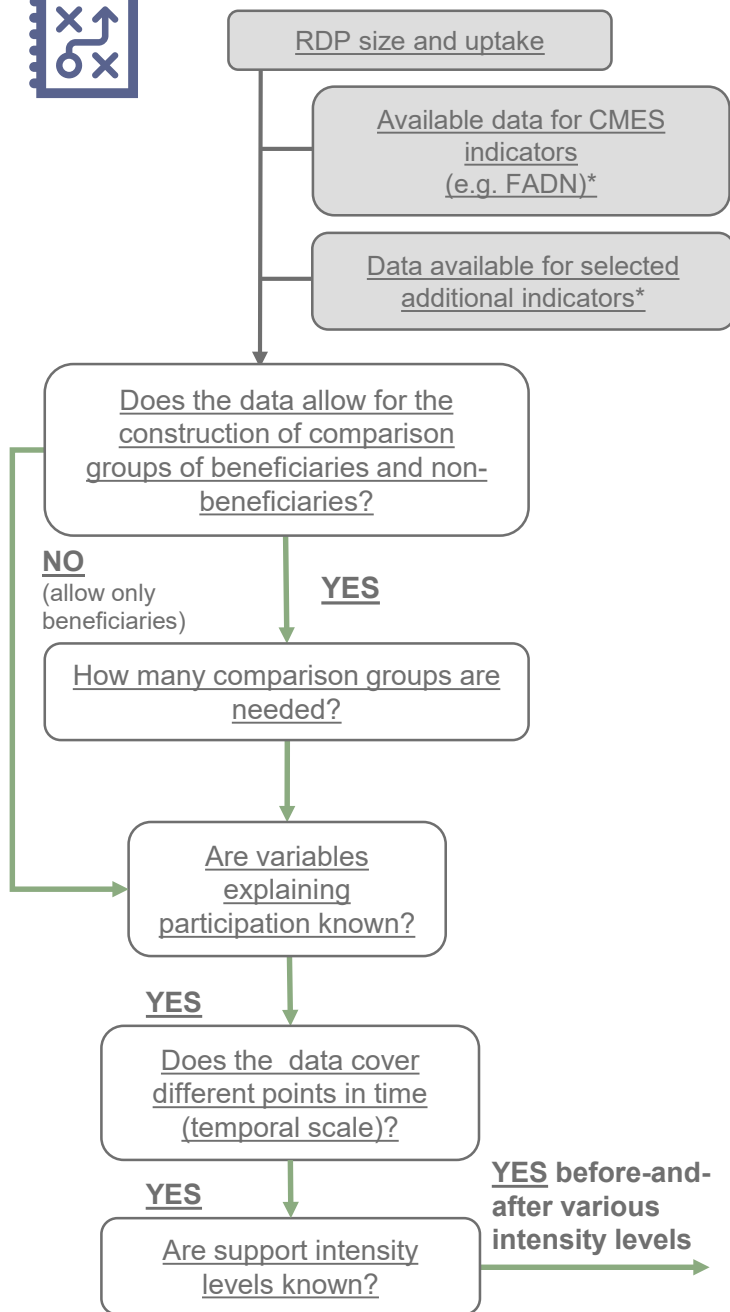 RDP size and uptake
Available data for CMES
indicators
(e.g. FADN)*
Data available for selected
additional indicators*
Does the data allow for the
construction of comparison
groups of beneficiaries and non-
beneficiaries?
NO
(allow only
beneficiaries)
YES
How many comparison groups are
needed?
Are variables
explaining
participation known?
YES
Does the data cover
different points in time
(temporal scale)?
YES
YES before-and-
after various
intensity levels
Are support intensity
levels known?